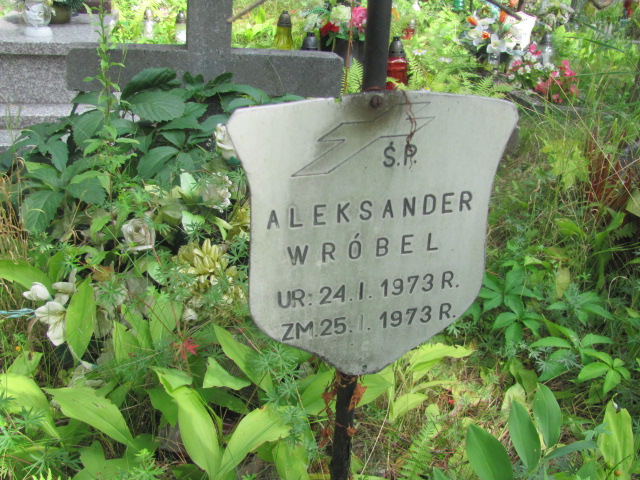 Ś.P.
ALEKSANDER
WRÓBEL
UR: 24. I. 1973 R.
ZM. 25. I. 1973 R.